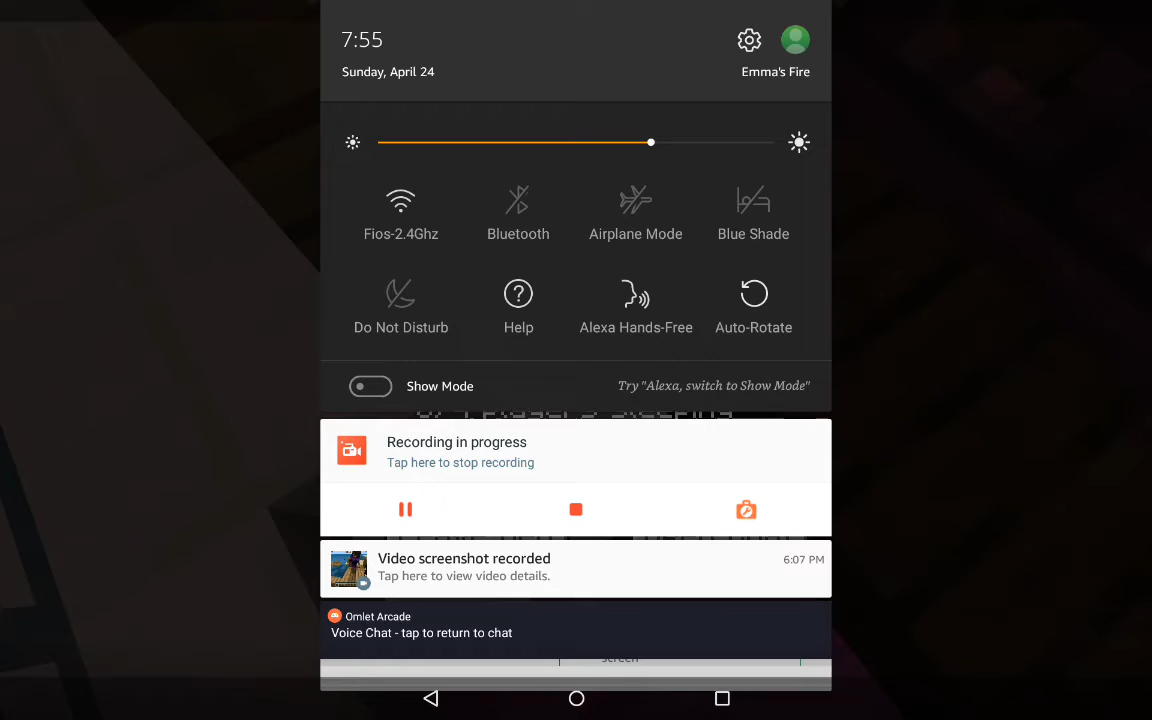 7:55
Sunday, April 24
Emma's Fire
Fios-2.4Ghz
Bluetooth
Airplane Mode
Blue Shade
Do Not Disturb
Help
Alexa Hands-Free
Auto-Rotate
Show Mode
Try "Alexa, switch to Show Mode"
Recording in progress
Tap here to stop recording
Video screenshot recorded
6:07 PM
Tap here to view video details.
Omlet Arcade
Voice Chat - tap to return to chat
screen